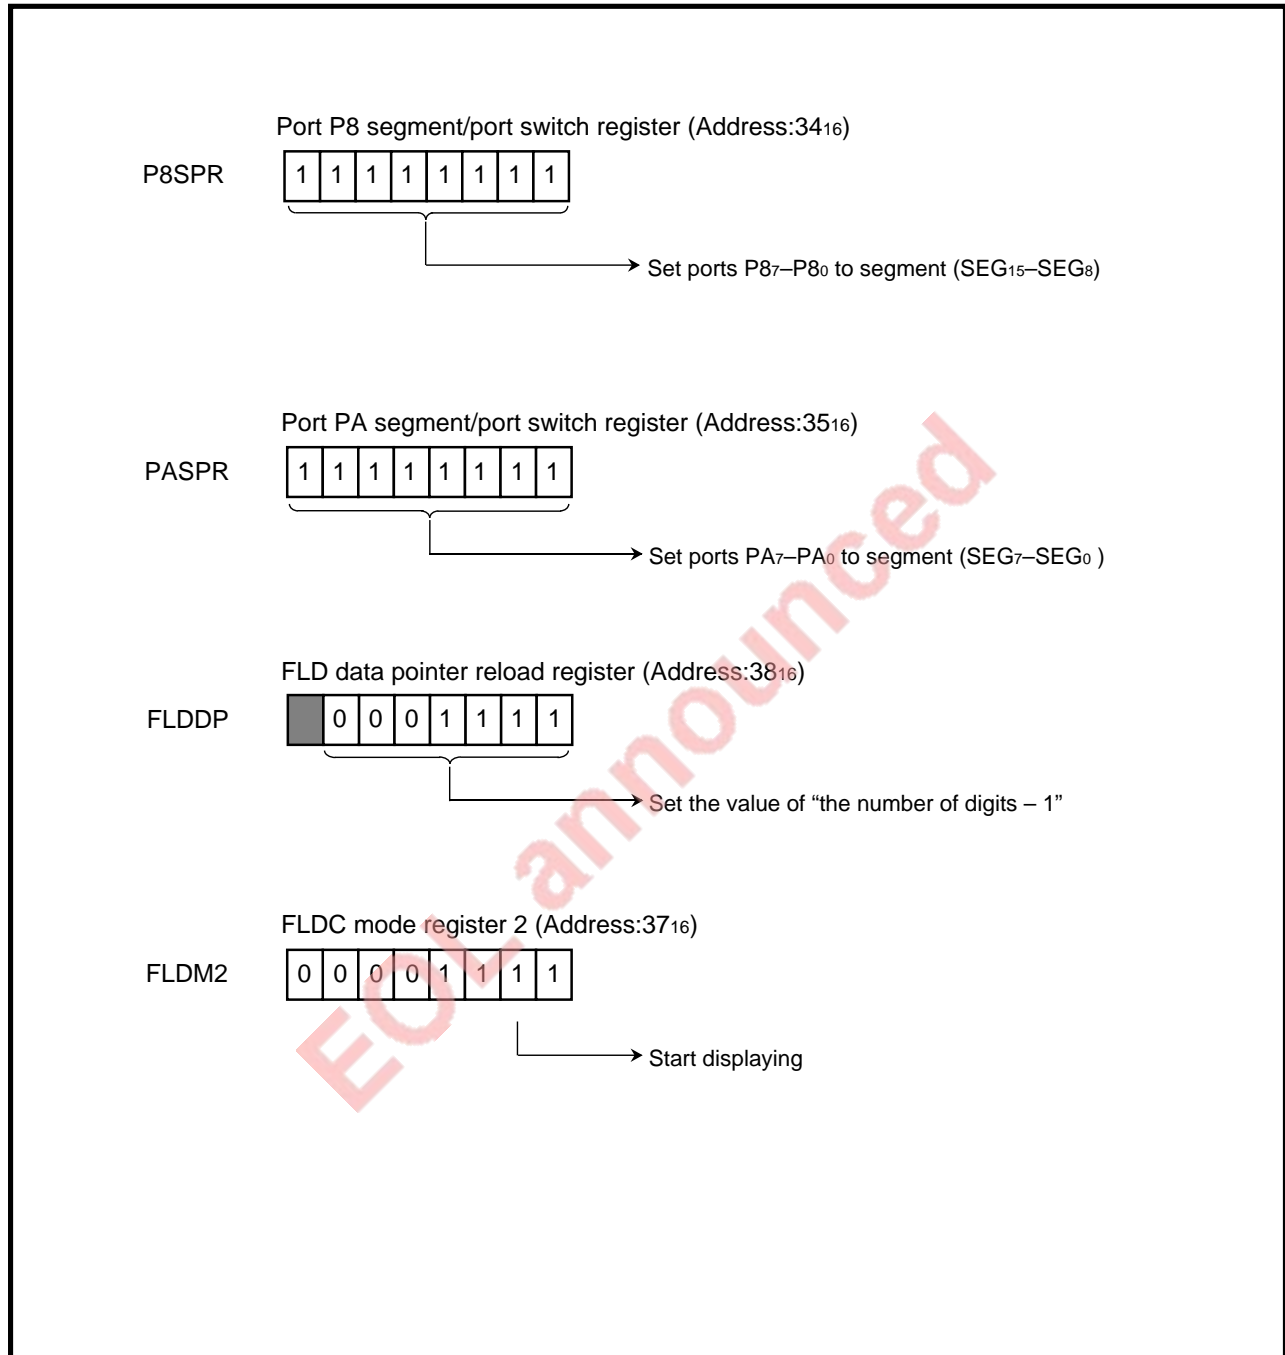 Port P8 segment/port switch register (Address:3416)
P8SPR 1 1 1 1 1 1 1 1
Set ports P87–P80 to segment (SEG15–SEG8)
Port PA segment/port switch register (Address:3516)
PASPR 1 1 1 1 1 1 1 1
Set ports PA7–PA0 to segment (SEG7–SEG0 )
FLD data pointer reload register (Address:3816)
FLDDP 0 0 0 1 1 1 1
Set the value of “the number of digits – 1”
FLDC mode register 2 (Address:3716)
FLDM2 0 0 0 0 1 1 1 1
Start displaying
EOL announced